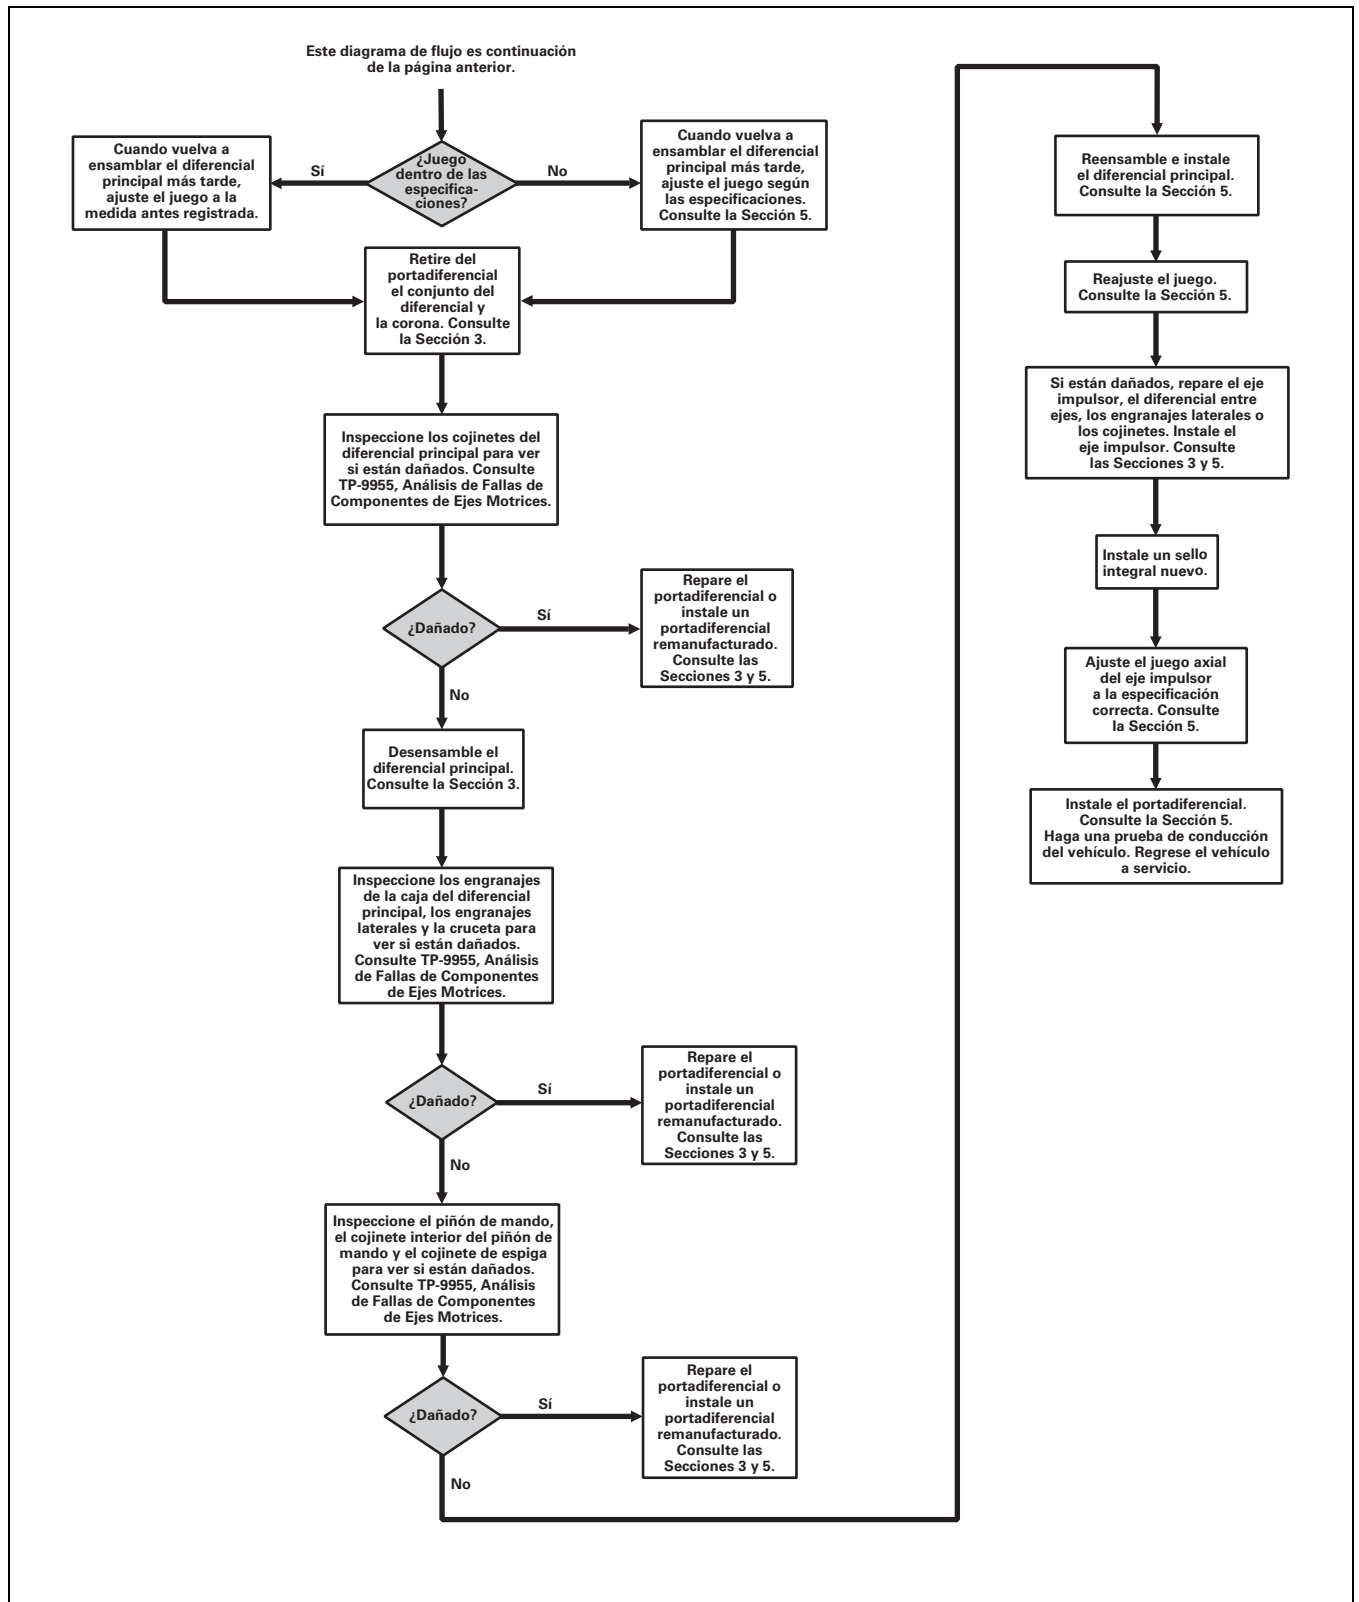 Este diagrama de flujo es continuación
de la página anterior.
Cuando vuelva a
ensamblar el diferencial
principal más tarde,
ajuste el juego a la
medida antes registrada.
Sí
¿Juego
dentro de las
especifica-
ciones?
No
Cuando vuelva a
ensamblar el diferencial
principal más tarde,
ajuste el juego según
las especificaciones.
Consulte la Sección 5.
Retire del
portadiferencial
el conjunto del
diferencial y
la corona. Consulte
la Sección 3.
Inspeccione los cojinetes del
diferencial principal para ver
si están dañados. Consulte
TP-9955, Análisis de Fallas de
Componentes de Ejes Motrices.
¿Dañado?
Sí
Repare el
portadiferencial o
instale un
portadiferencial
remanufacturado.
Consulte las
Secciones 3 y 5.
No
Desensamble el
diferencial principal.
Consulte la Sección 3.
Inspeccione los engranajes
de la caja del diferencial
principal, los engranajes
laterales y la cruceta para
ver si están dañados.
Consulte TP-9955, Análisis
de Fallas de Componentes
de Ejes Motrices.
¿Dañado?
Sí
Repare el
portadiferencial o
instale un
portadiferencial
remanufacturado.
Consulte las
Secciones 3 y 5.
No
Inspeccione el piñón de mando,
el cojinete interior del piñón de
mando y el cojinete de espiga
para ver si están dañados.
Consulte TP-9955, Análisis
de Fallas de Componentes
de Ejes Motrices.
¿Dañado?
Sí
Repare el
portadiferencial o
instale un
portadiferencial
remanufacturado.
Consulte las
Secciones 3 y 5.
No
Reensamble e instale
el diferencial principal.
Consulte la Sección 5.
Reajuste el juego.
Consulte la Sección 5.
Si están dañados, repare el eje
impulsor, el diferencial entre
ejes, los engranajes laterales o
los cojinetes. Instale el
eje impulsor. Consulte
las Secciones 3 y 5.
Instale un sello
integral nuevo.
Ajuste el juego axial
del eje impulsor
a la especificación
correcta. Consulte
la Sección 5.
Instale el portadiferencial.
Consulte la Sección 5.
Haga una prueba de conducción
del vehículo. Regrese el vehículo
a servicio.